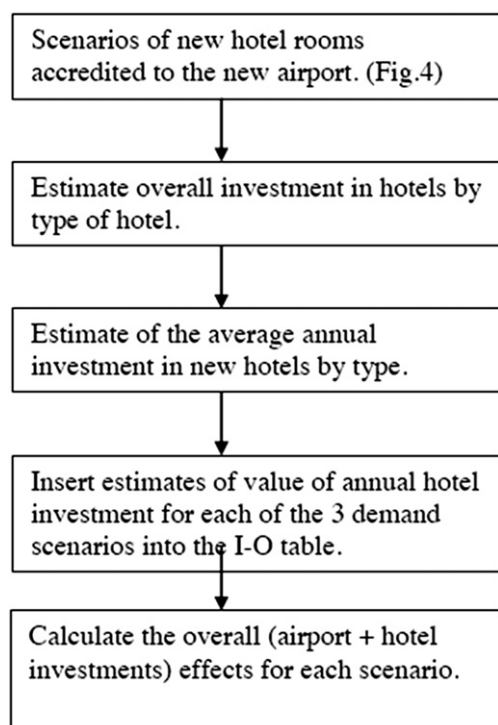 Scenarios of new hotel rooms
accredited to the new airport. (Fig.4)
Estimate overall investment in hotels by
type of hotel.
Estimate of the average annual
investment in new hotels by type.
Insert estimates of value of annual hotel
investment for each of the 3 demand
scenarios into the I-O table.
Calculate the overall (airport + hotel
investments) effects for each scenario.